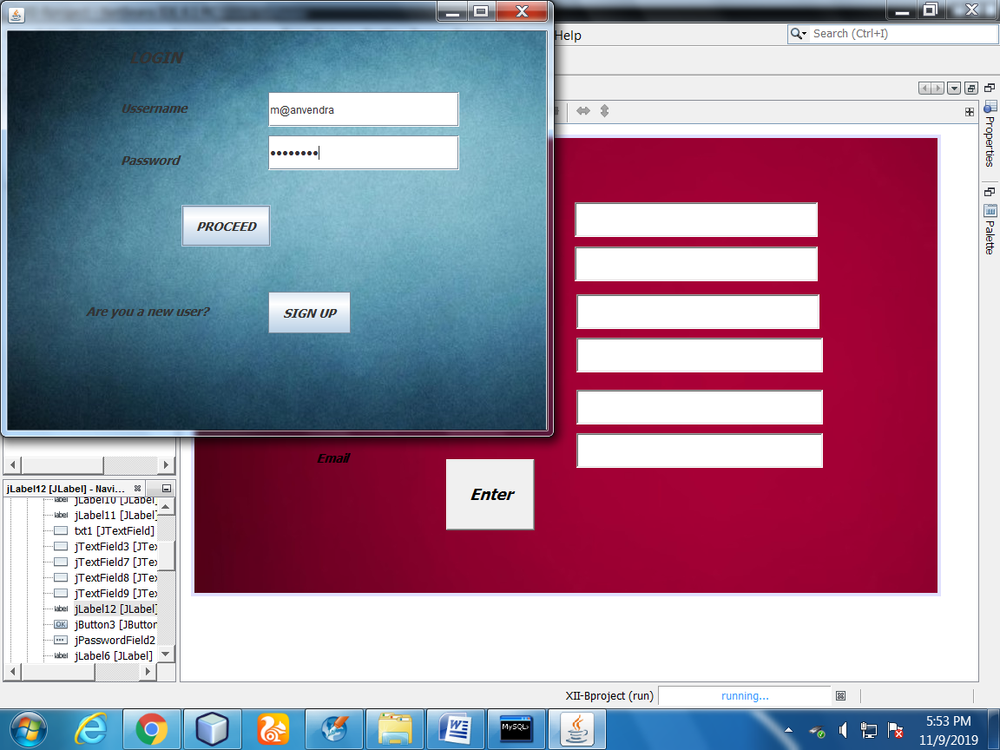 LOGIN
Ussername
m@anvendra
Password
••••••••
PROCEED
Are you a new user?
SIGN UP
Help
Search (Ctrl+I)
Properties
Palette
Email
Enter
jLabel12 [JLabel] - Navi...
jLabel10 [JLabel]
jLabel11 [JLabel]
txt1 [JTextField]
jTextField3 [JTex
jTextField7 [JTex
jTextField8 [JTex
jTextField9 [JTex
jLabel12 [JLabel]
jButton3 [JButton
jPasswordField2
jLabel6 [JLabel]
XII-Bproject (run)
running...
MySQL>
5:53 PM
11/9/2019